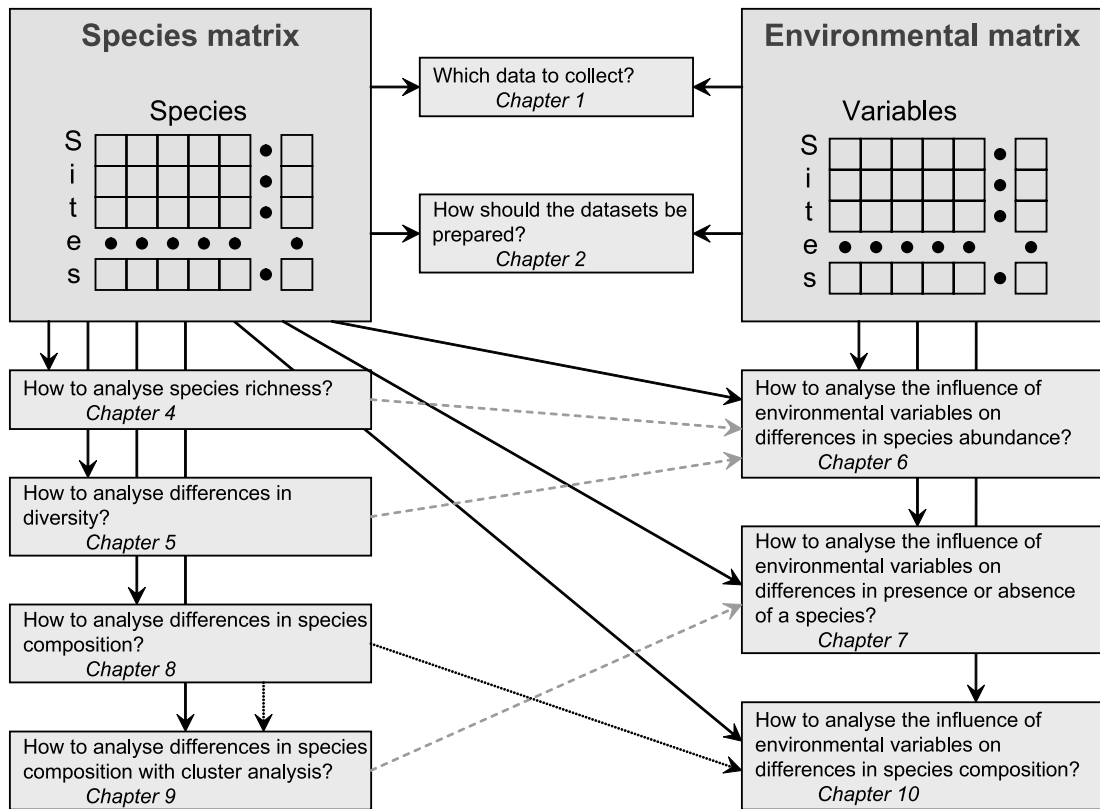 Species matrix
Species
S
i
t
e
s
Which data to collect?
Chapter 1
How should the datasets be
prepared?
Chapter 2
Environmental matrix
Variables
S
i
t
e
s
How to analyse species richness?
Chapter 4
How to analyse differences in
diversity?
Chapter 5
How to analyse differences in species
composition?
Chapter 8
How to analyse differences in species
composition with cluster analysis?
Chapter 9
How to analyse the influence of
environmental variables on
differences in species abundance?
Chapter 6
How to analyse the influence of
environmental variables on
differences in presence or absence
of a species?
Chapter 7
How to analyse the influence of
environmental variables on
differences in species composition?
Chapter 10